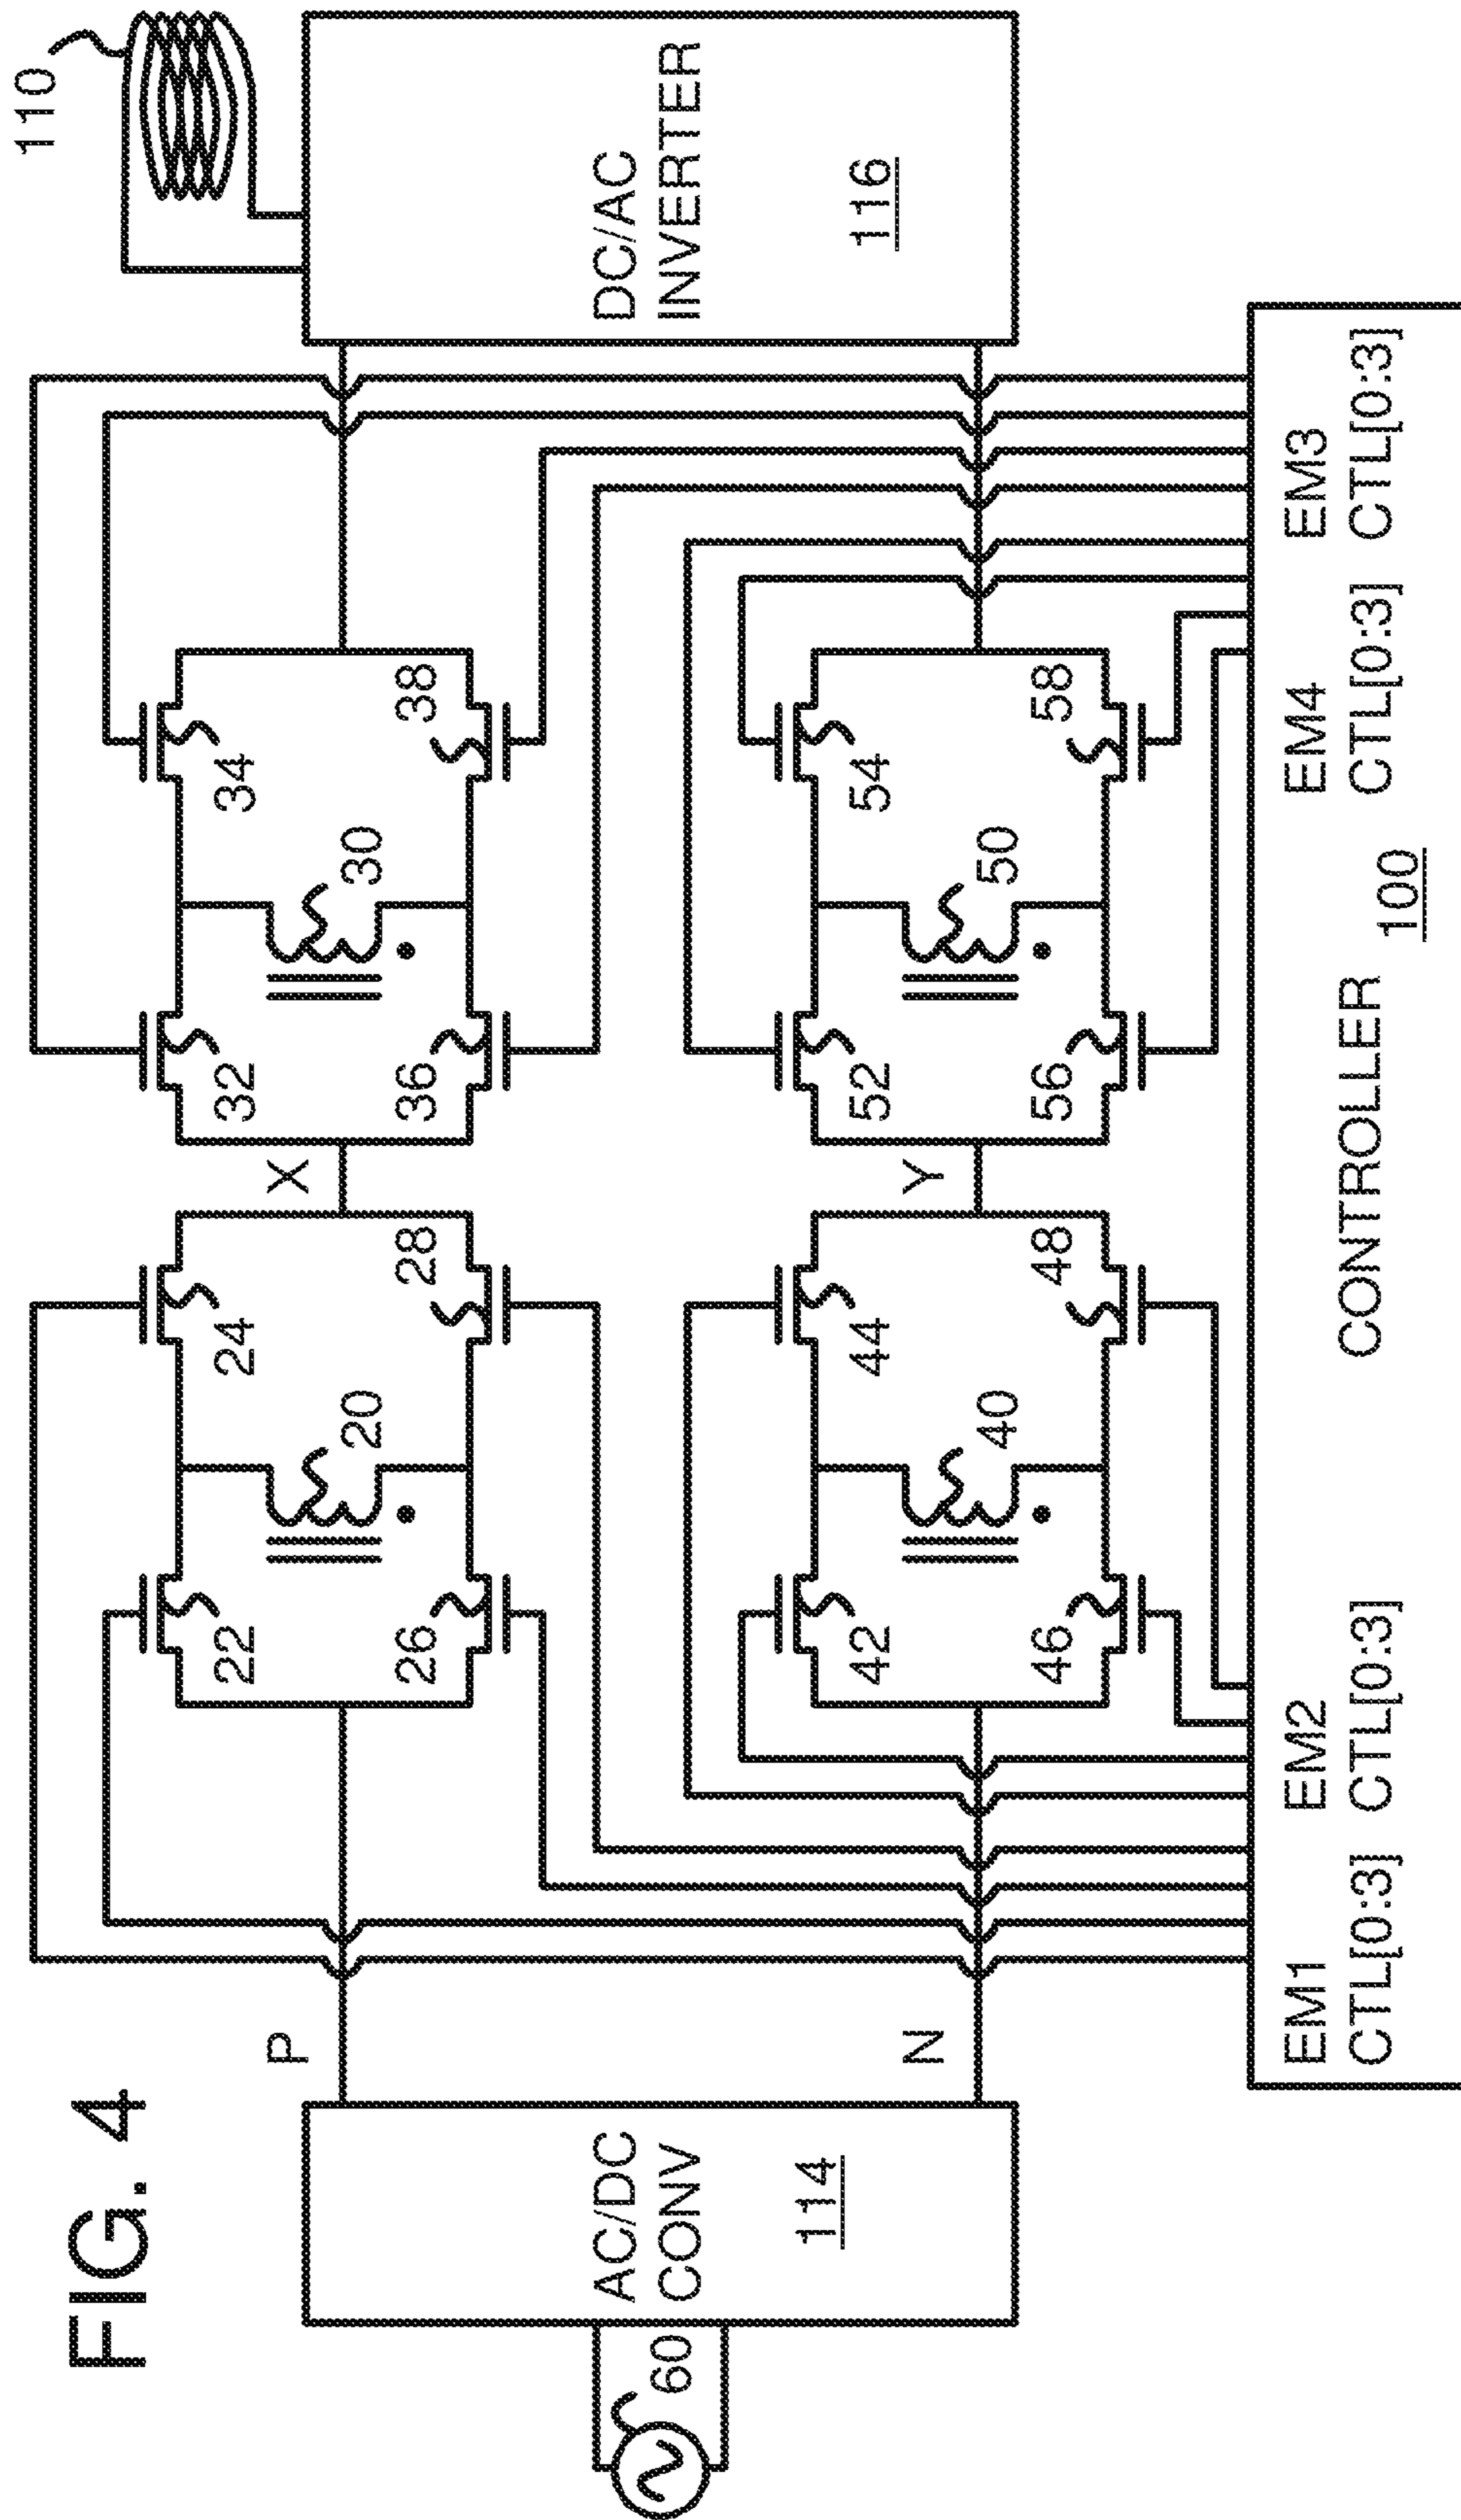 FIG. 4
110
P
X
N
Y
22
24
20
26
28
32
34
30
36
38
42
44
40
46
48
52
54
50
56
58
60
AC/DC
CONV
114
DC/AC
INVERTER
116
EM1
CTL[0:3]
EM2
CTL[0:3]
EM4
CTL[0:3]
EM3
CTL[0:3]
CONTROLLER
100